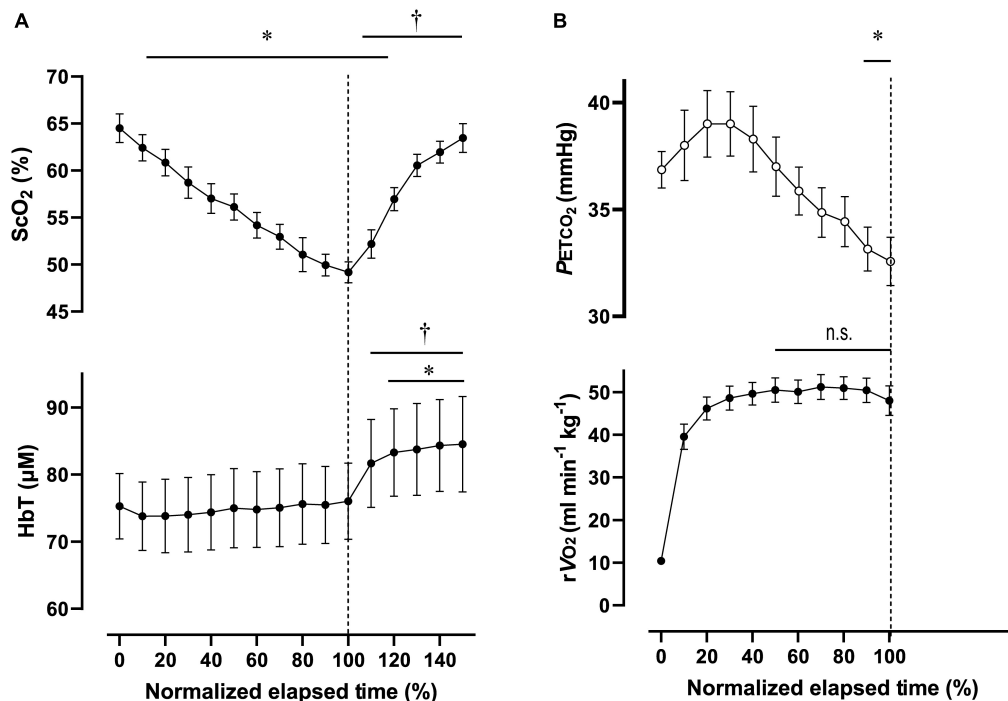 A
*
†
ScO2 (%)
70
65
60
55
50
45
†
*
HbT (µM)
90
80
70
60
0 20 40 60 80 100 120 140
Normalized elapsed time (%)
B
*
PETCO2 (mmHg)
40
35
30
n.s.
rVO2 (ml min-1 kg-1)
50
40
30
20
10
0
0 20 40 60 80 100
Normalized elapsed time (%)